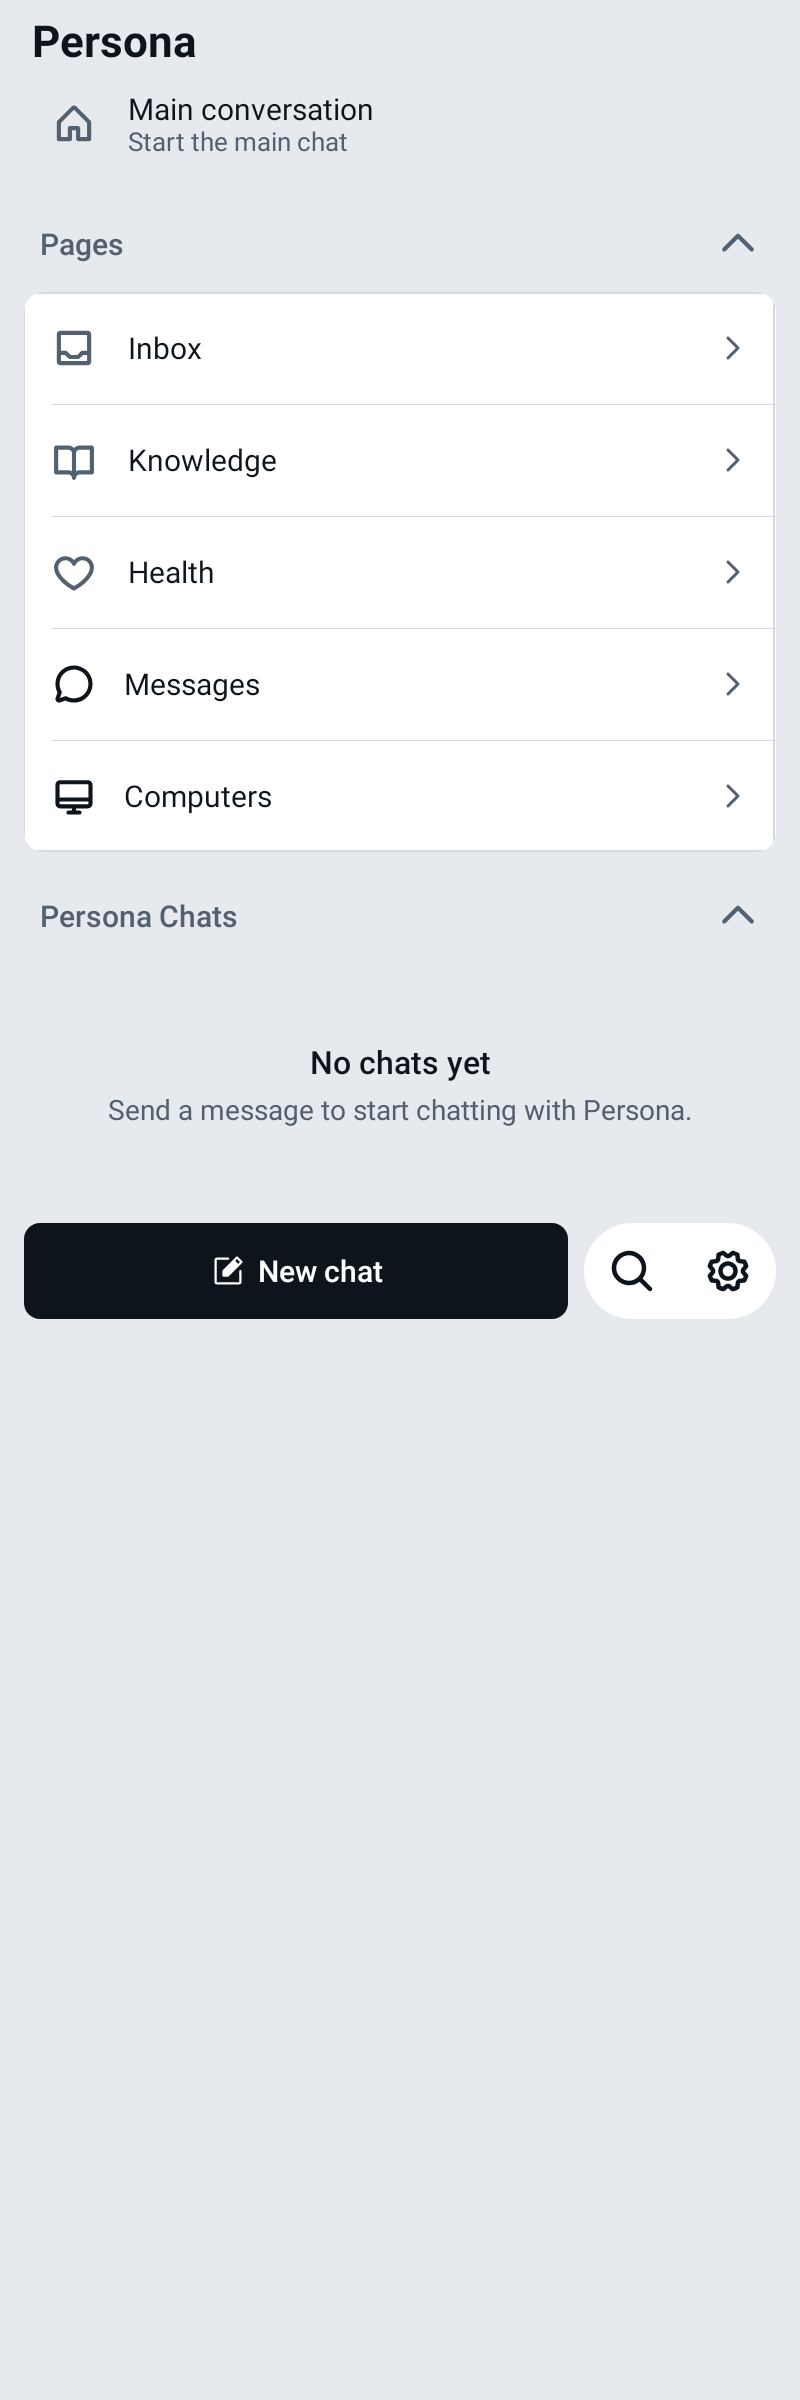 Persona
Main conversation
Start the main chat
Pages
Inbox
Knowledge
Health
Messages
Computers
Persona Chats
No chats yet
Send a message to start chatting with Persona.
New chat